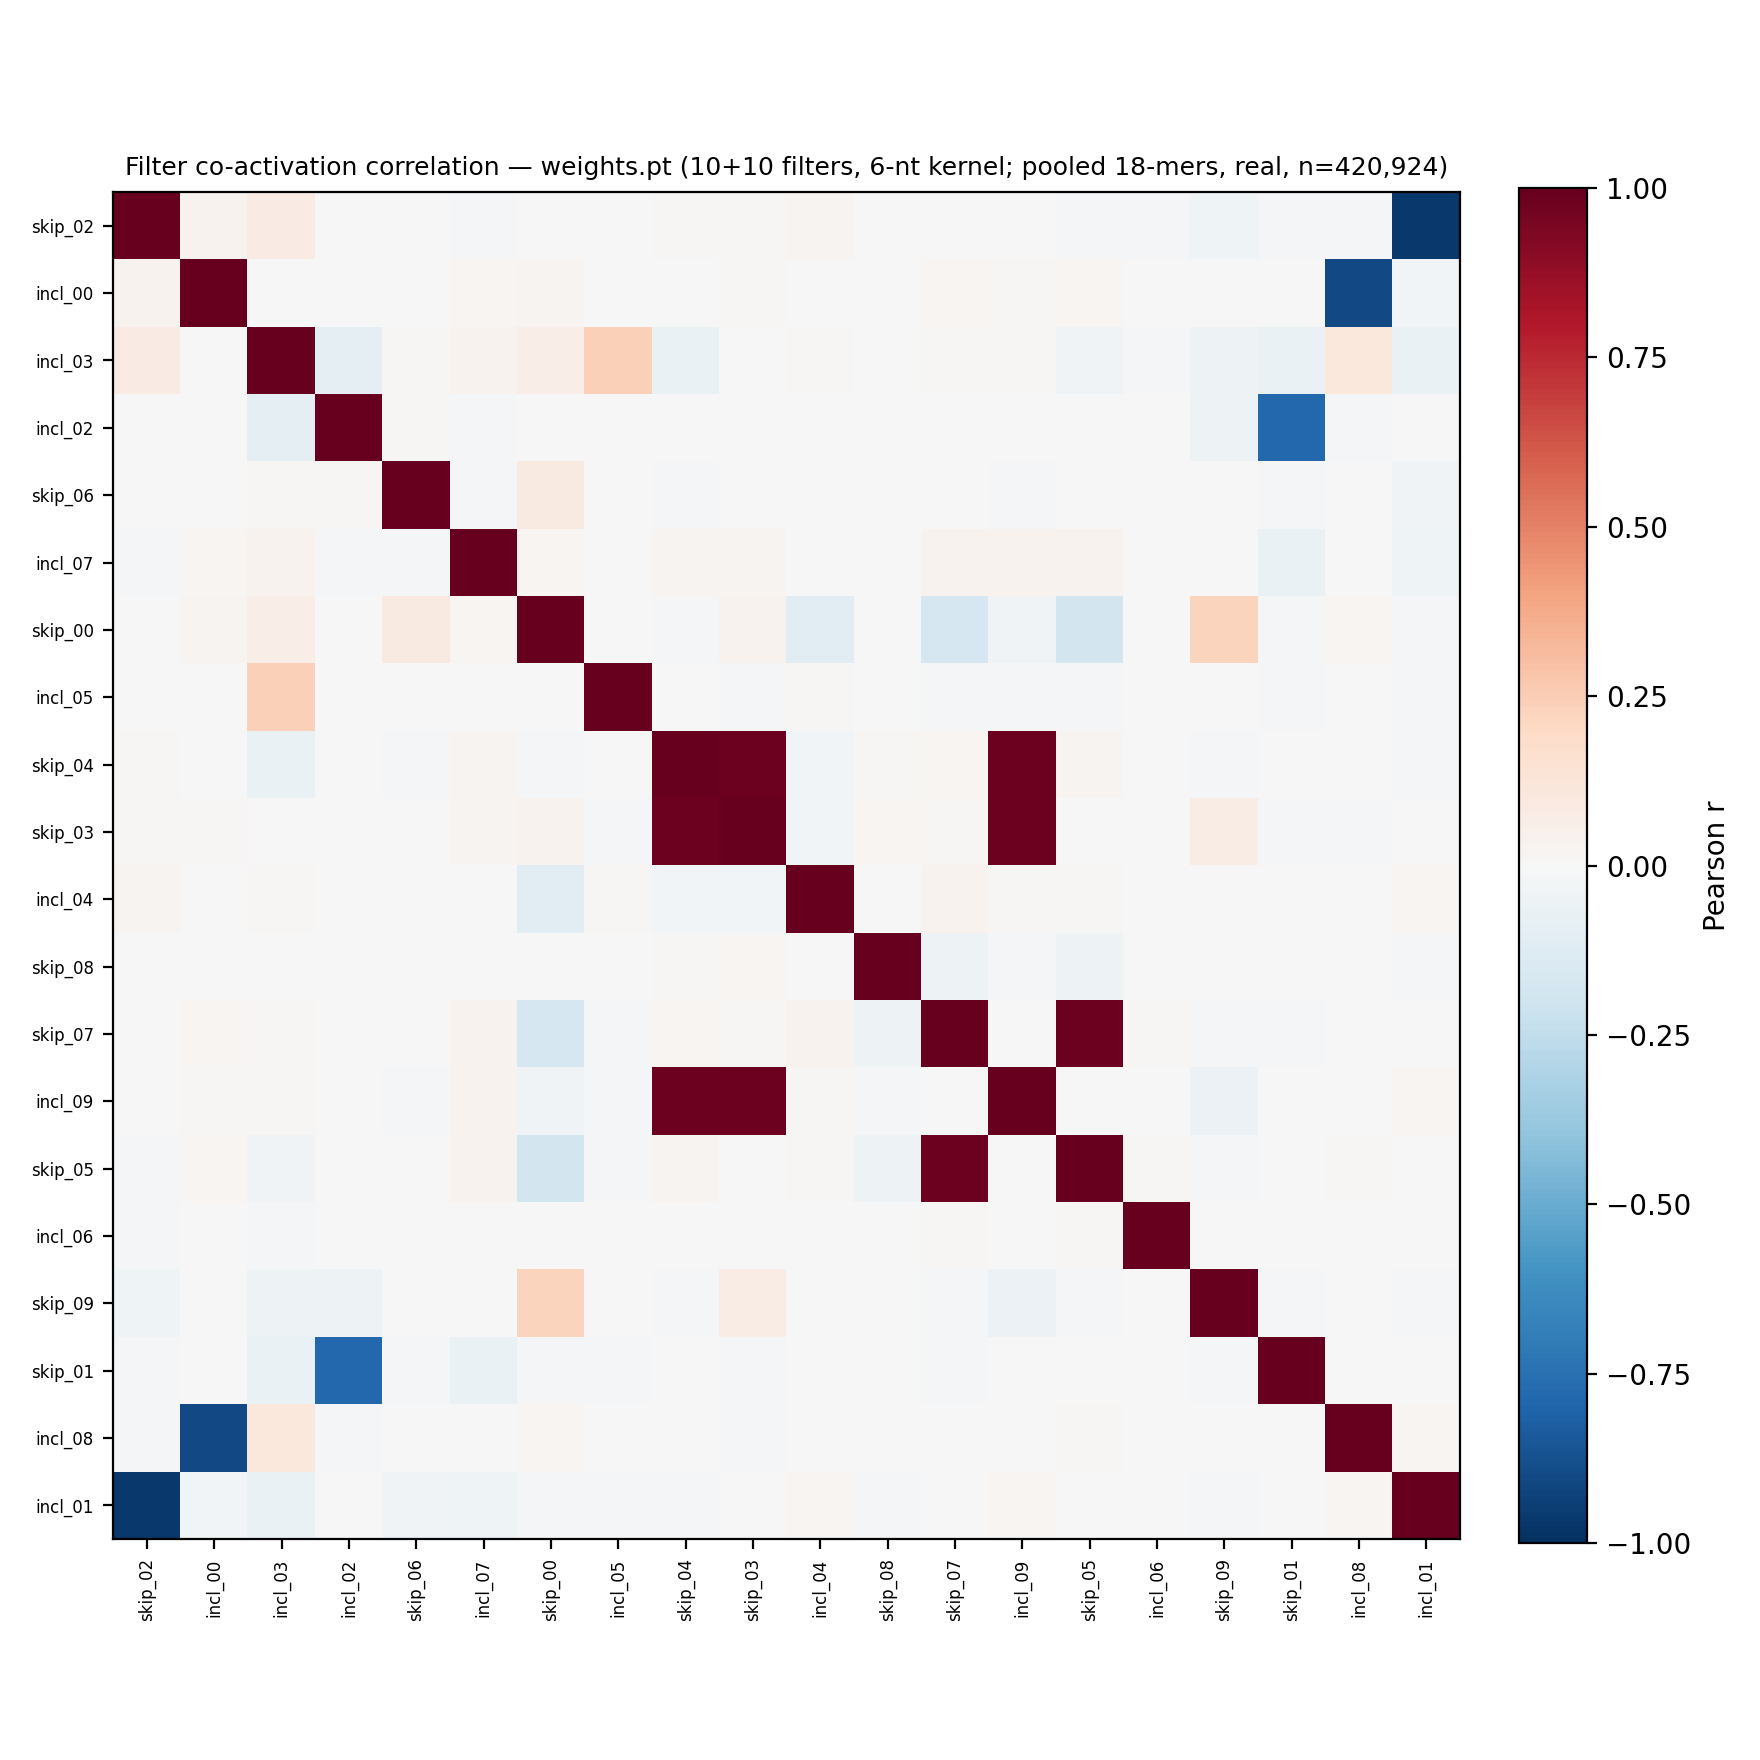 Filter co-activation correlation — weights.pt (10+10 filters, 6-nt kernel; pooled 18-mers, real, n=420,924)
skip_02
incl_00
incl_03
incl_02
skip_06
incl_07
skip_00
incl_05
skip_04
skip_03
incl_04
skip_08
skip_07
incl_09
skip_05
incl_06
skip_09
skip_01
incl_08
incl_01
skip_02
incl_00
incl_03
incl_02
skip_06
incl_07
skip_00
incl_05
skip_04
skip_03
incl_04
skip_08
skip_07
incl_09
skip_05
incl_06
skip_09
skip_01
incl_08
incl_01
1.00
0.75
0.50
0.25
0.00
−0.25
−0.50
−0.75
−1.00
Pearson r